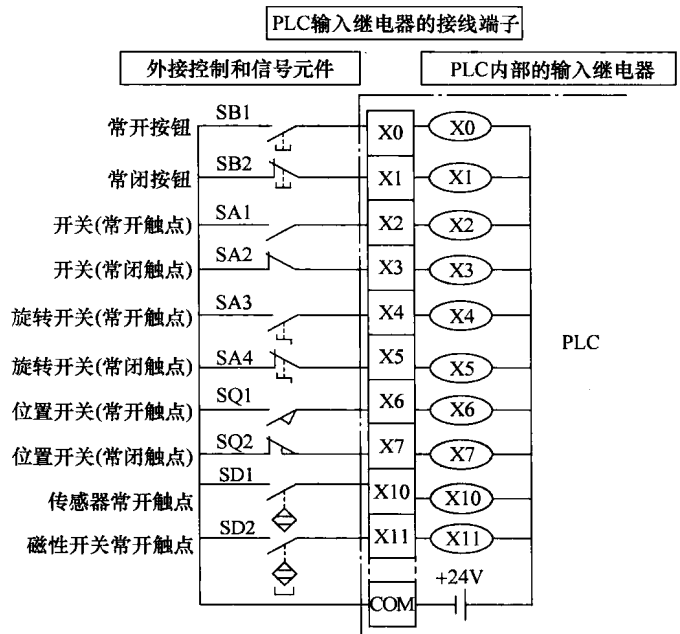 PLC输入继电器的接线端子
外接控制和信号元件
PLC内部的输入继电器
常开按钮 SB1 X0 X0
常闭按钮 SB2 X1 X1
开关(常开触点) SA1 X2 X2
开关(常闭触点) SA2 X3 X3
旋转开关(常开触点) SA3 X4 X4
PLC
旋转开关(常闭触点) SA4 X5 X5
位置开关(常开触点) SQ1 X6 X6
位置开关(常闭触点) SQ2 X7 X7
传感器常开触点 SD1 X10 X10
磁性开关常开触点 SD2 X11 X11
+24V
COM